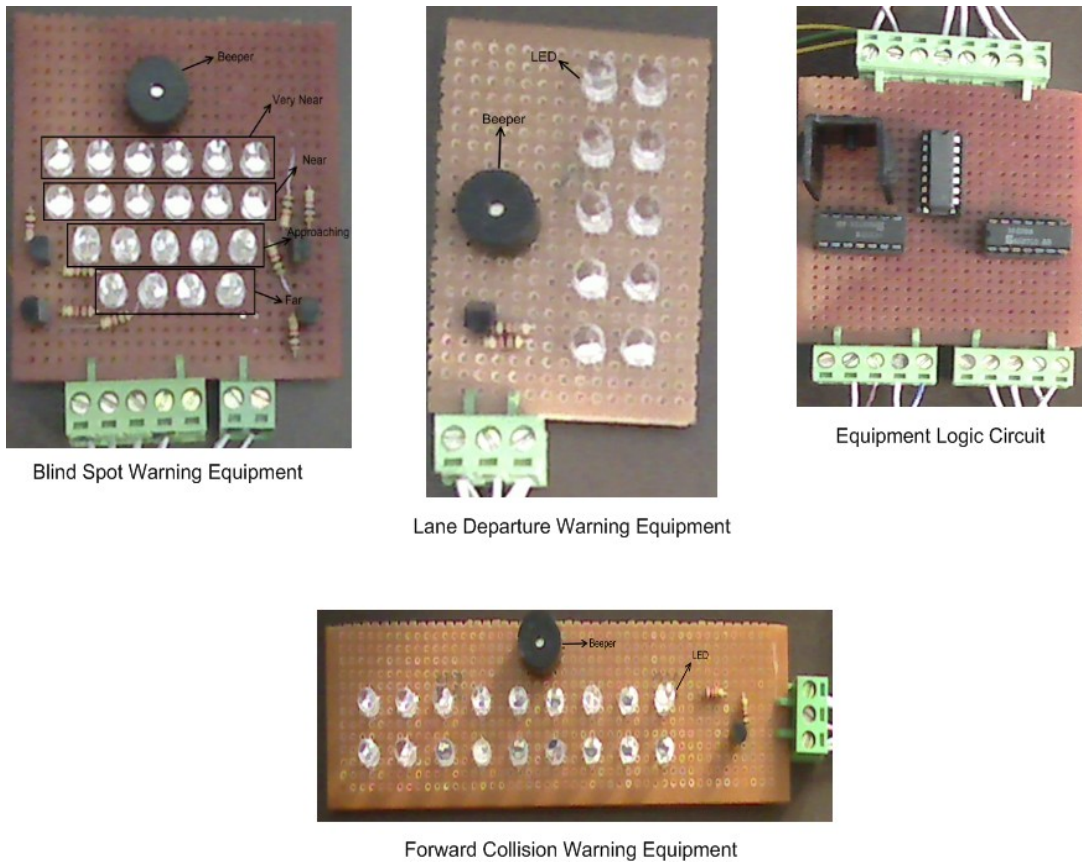 Beeper
Very Near
Near
Approaching
Far
Blind Spot Warning Equipment
LED
Beeper
Lane Departure Warning Equipment
Equipment Logic Circuit
Beeper
LED
Forward Collision Warning Equipment